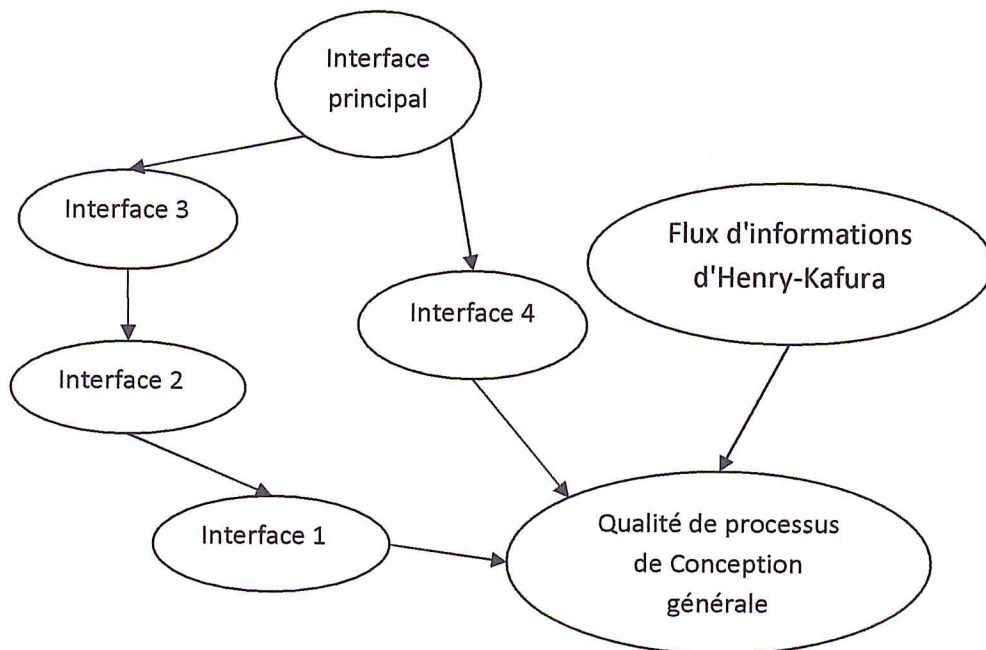 Interface
principal
Interface 3
Flux d'informations
d'Henry-Kafura
Interface 4
Interface 2
Interface 1
Qualité de processus
de Conception
générale